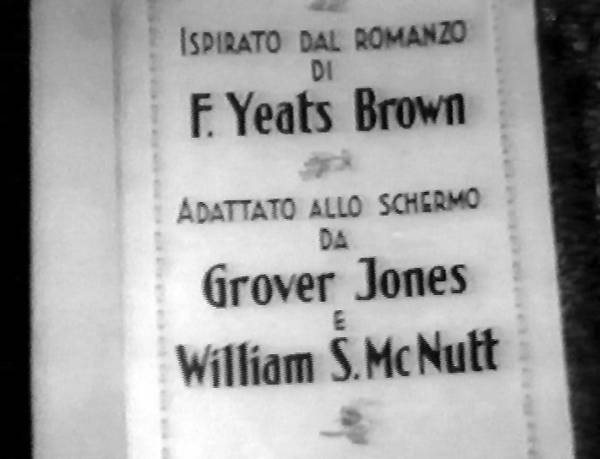 ISPIRATO DAL ROMANZO
DI
F. Yeats Brown
ADATTATO ALLO SCHERMO
DA
Grover Jones
E
William S. McNutt